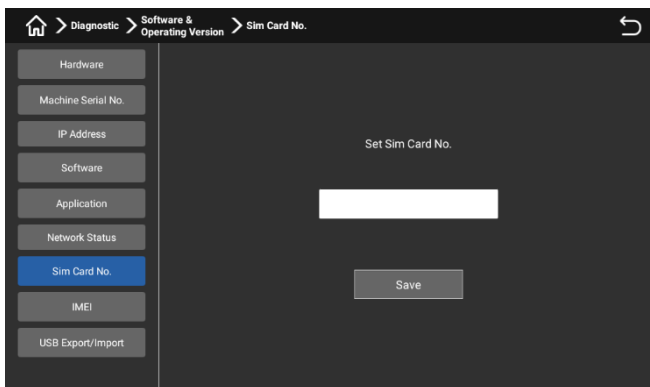 Diagnostic
Software &
Operating Version
Sim Card No.
Hardware
Machine Serial No.
IP Address
Software
Application
Network Status
Sim Card No.
IMEI
USB Export/Import
Set Sim Card No.
Save